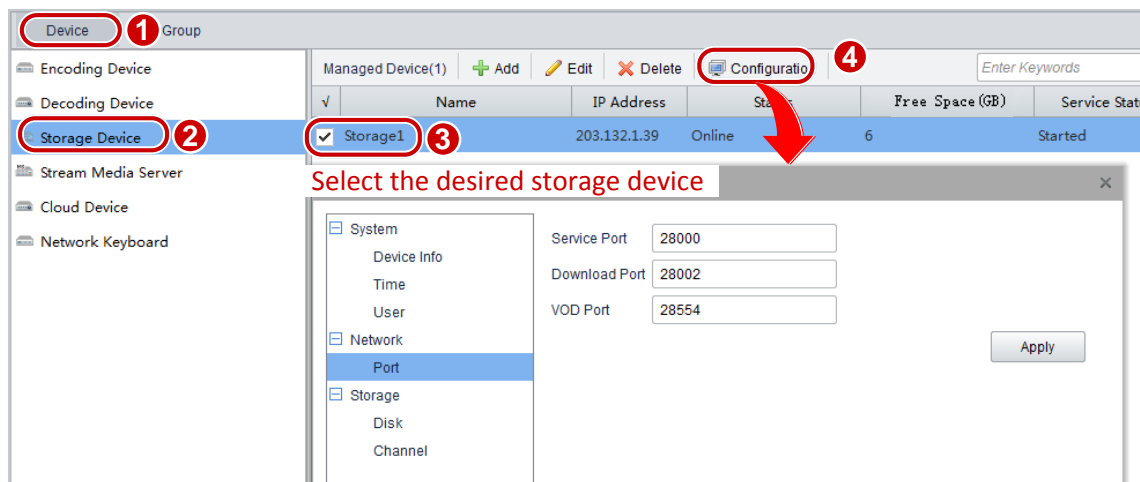 Device 1 Group
Encoding Device
Decoding Device
Storage Device 2
Stream Media Server
Cloud Device
Network Keyboard
Managed Device(1) Add Edit Delete Configuratio 4 Enter Keywords
√ Name IP Address Free Space(GB) Service Stat
Storage1 3 203.132.1.39 Online 6 Started
Select the desired storage device
System
Device Info
Time
User
Network
Port
Storage
Disk
Channel
Service Port 28000
Download Port 28002
VOD Port 28554
Apply